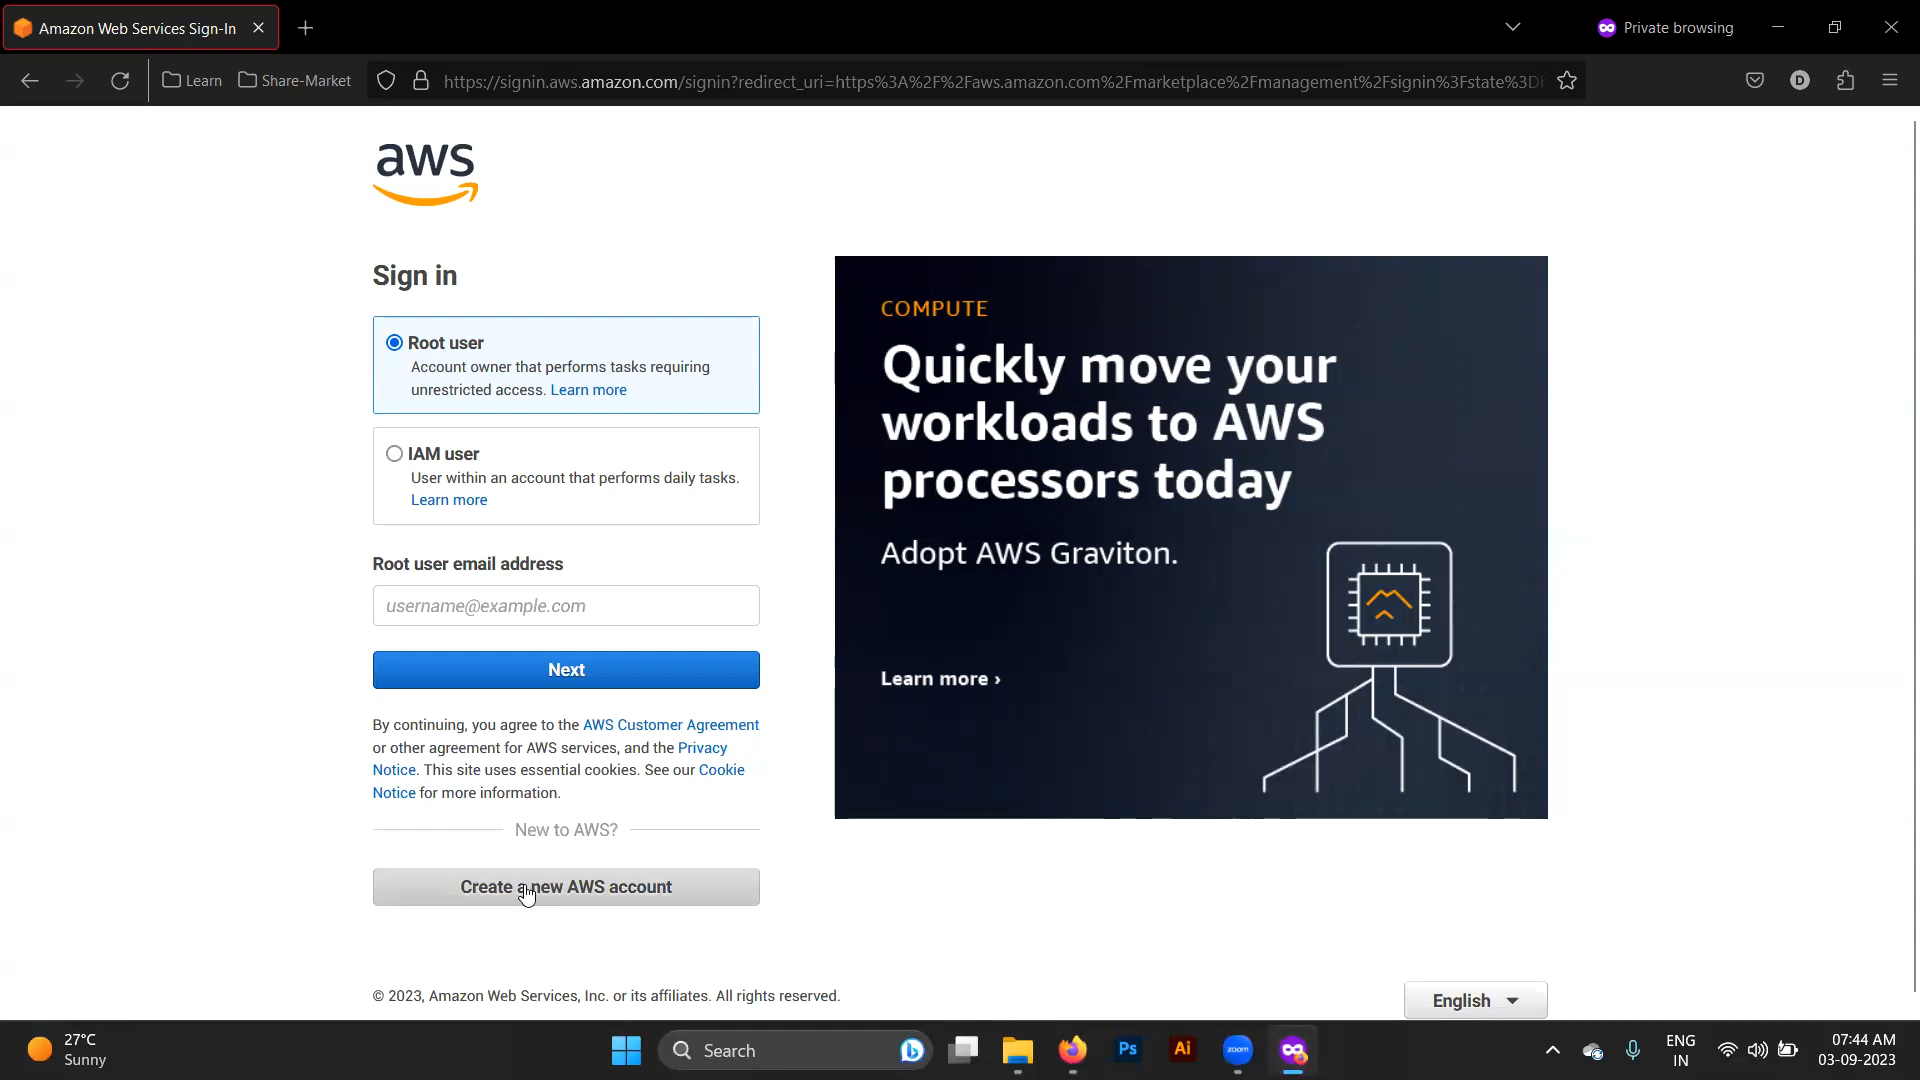 Amazon Web Services Sign-In
Private browsing
Learn
Share-Market
https://signin.aws.amazon.com/signin?redirect_uri=https%3A%2F%2Faws.amazon.com%2Fmarketplace%2Fmanagement%2Fsignin%3Fstate%3D
D
aws
Sign in
Root user
Account owner that performs tasks requiring
unrestricted access. Learn more
IAM user
User within an account that performs daily tasks.
Learn more
Root user email address
username@example.com
Next
By continuing, you agree to the AWS Customer Agreement
or other agreement for AWS services, and the Privacy
Notice. This site uses essential cookies. See our Cookie
Notice for more information.
New to AWS?
Create a new AWS account
COMPUTE
Quickly move your
workloads to AWS
processors today
Adopt AWS Graviton.
Learn more ›
© 2023, Amazon Web Services, Inc. or its affiliates. All rights reserved.
English
27°C
Sunny
Search
Ps
Ai
zoom
ENG
IN
07:44 AM
03-09-2023